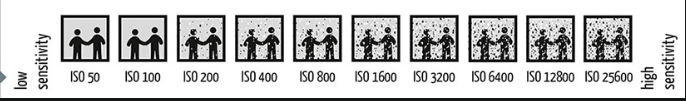 low
sensitivity
ISO 50 ISO 100 ISO 200 ISO 400 ISO 800 ISO 1600 ISO 3200 ISO 6400 ISO 12800 ISO 25600
high
sensitivity